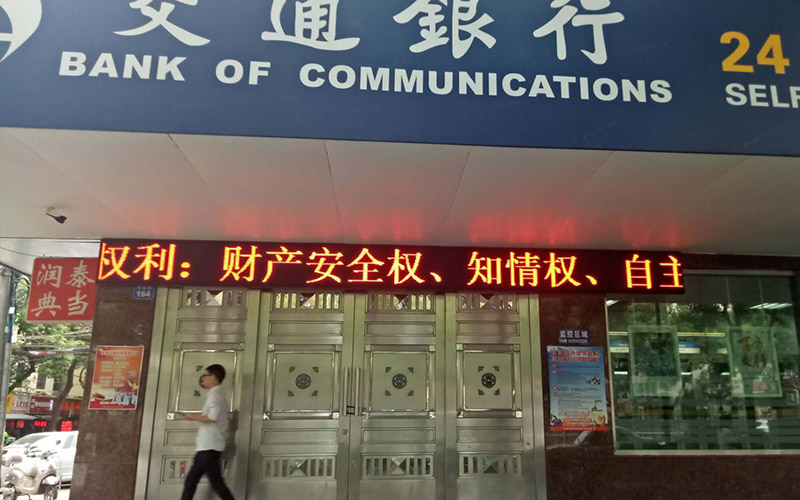 交通銀行
24
BANK OF COMMUNICATIONS
SELF
权利：财产安全权、知情权、自主
润泰
典当
164
监控区域